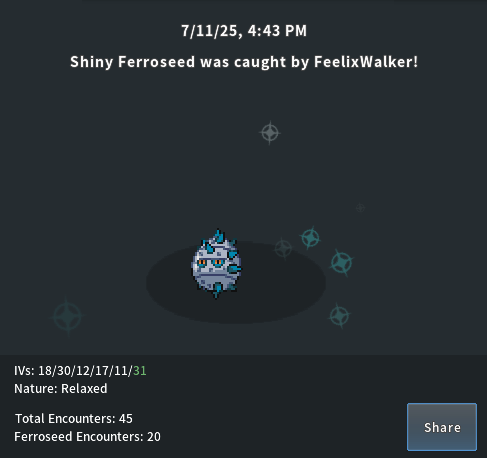 7/11/25, 4:43 PM
Shiny Ferroseed was caught by FeelixWalker!
IVs: 18/30/12/17/11/31
Nature: Relaxed
Total Encounters: 45
Ferroseed Encounters: 20
Share